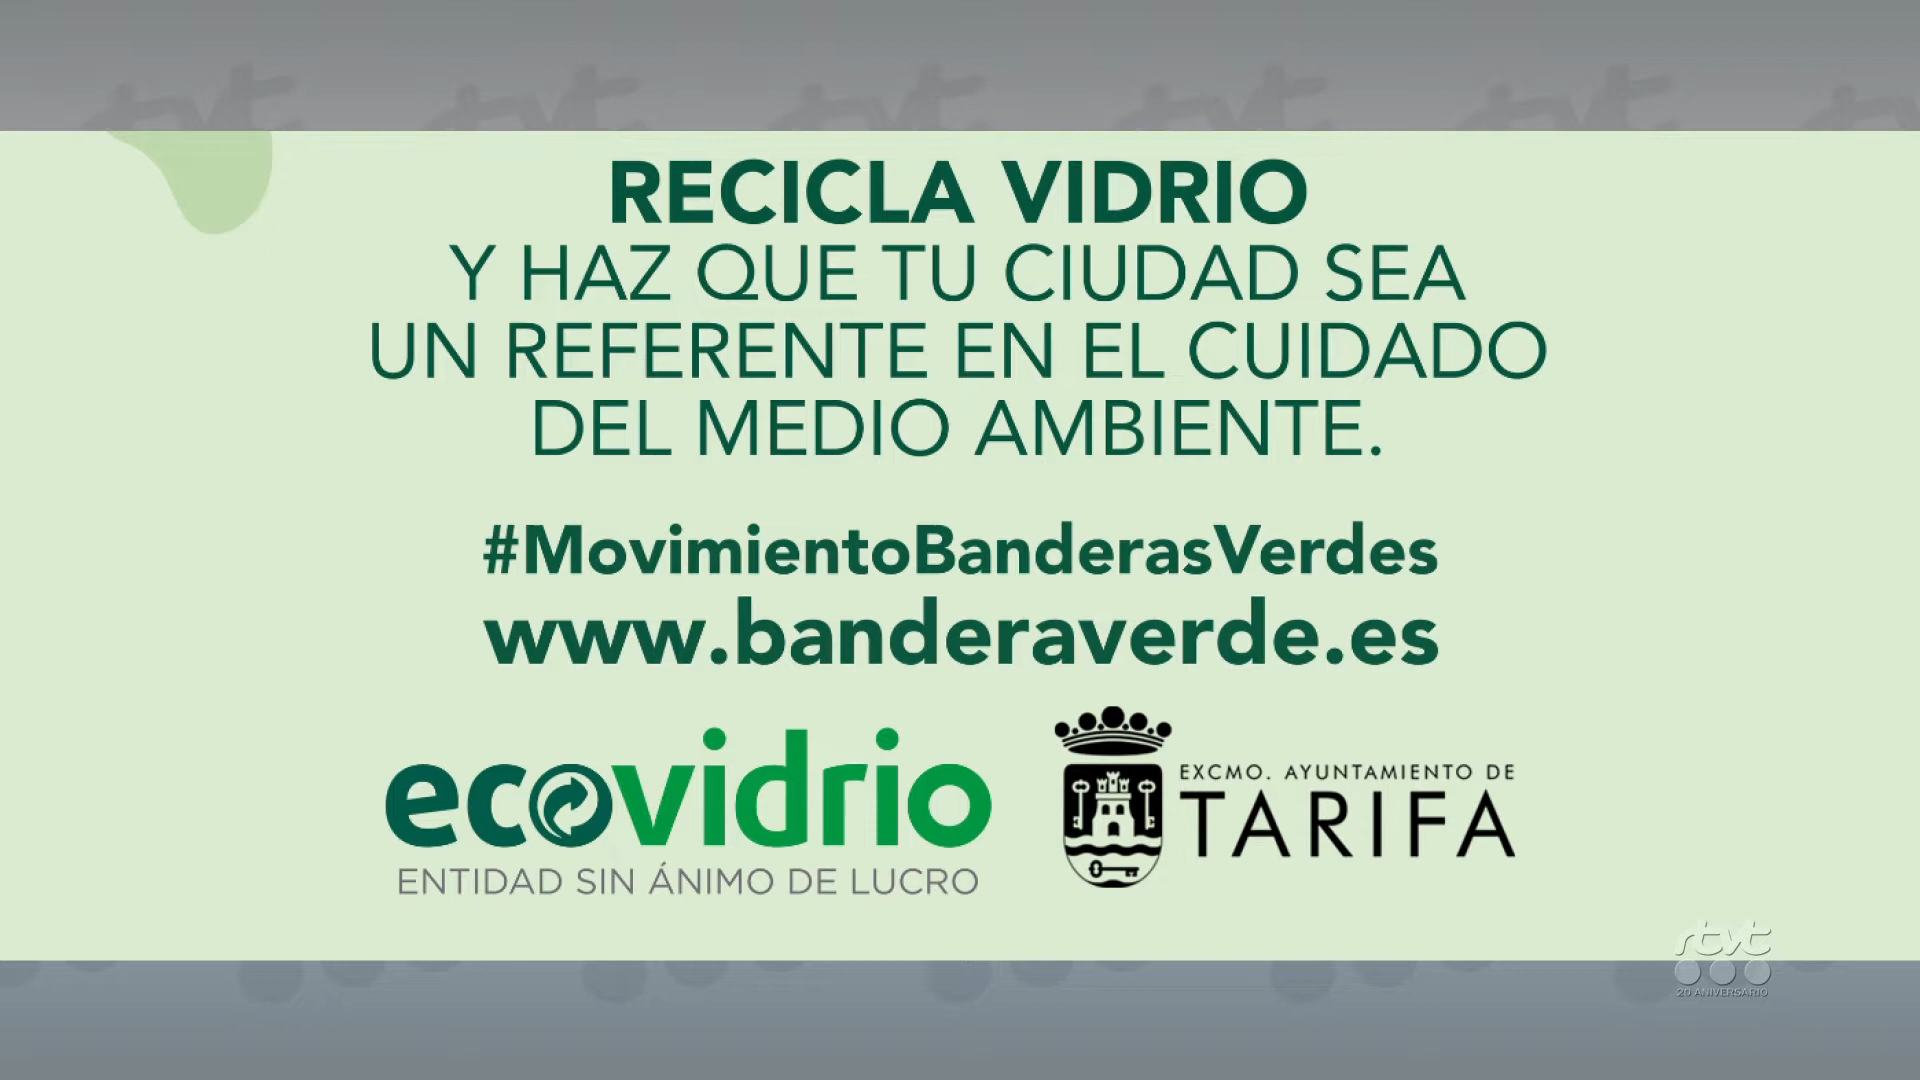 RECICLA VIDRIO
Y HAZ QUE TU CIUDAD SEA
UN REFERENTE EN EL CUIDADO
DEL MEDIO AMBIENTE.
#MovimientoBanderasVerdes
www.banderaverde.es
ecovidrio
ENTIDAD SIN ÁNIMO DE LUCRO
EXCMO. AYUNTAMIENTO DE
TARIFA
rtvt
20 ANIVERSARIO